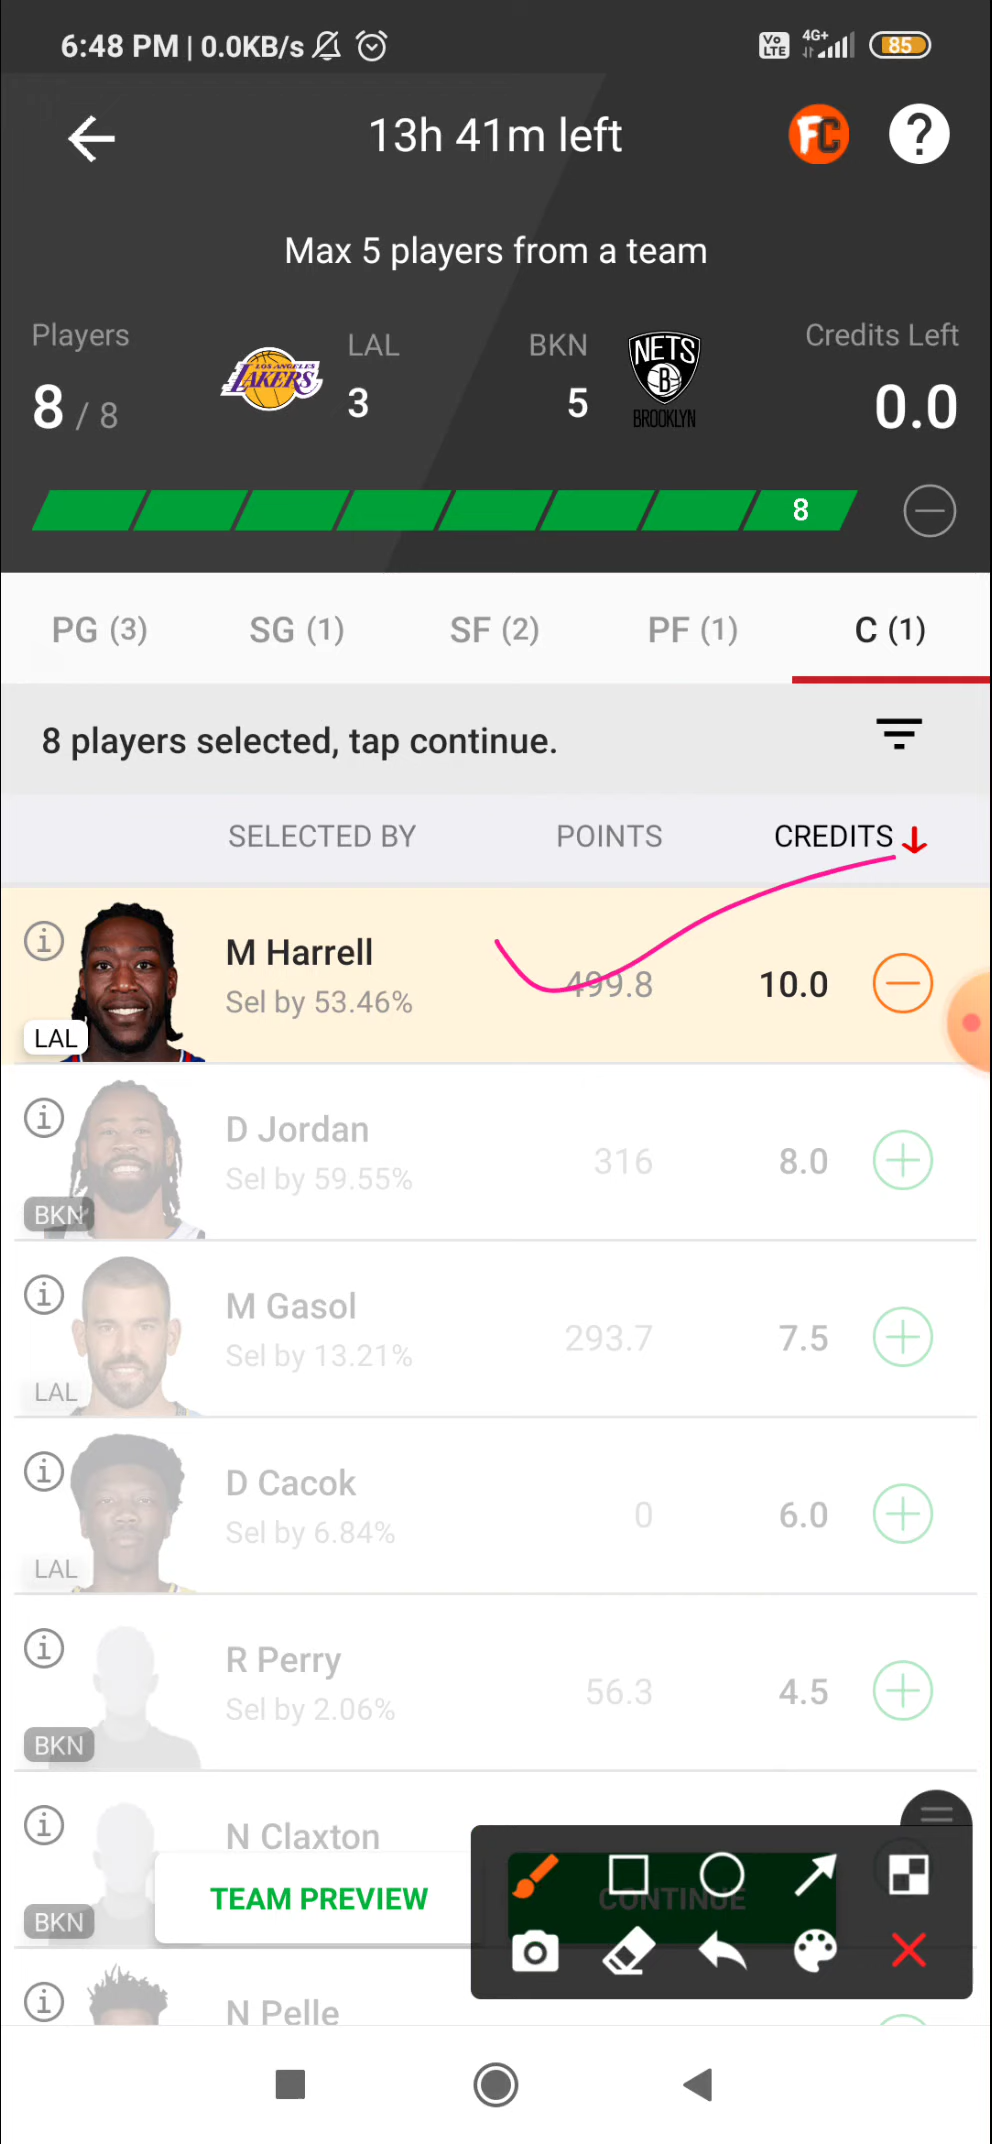 6:48 PM | 0.0KB/s
Vo LTE 4G+ 85
13h 41m left
FC ?
Max 5 players from a team
Players LAL BKN Credits Left
LOS ANGELES LAKERS
NETS B BROOKLYN
8 / 8 3 5 0.0
8
PG (3) SG (1) SF (2) PF (1) C (1)
8 players selected, tap continue.
SELECTED BY POINTS CREDITS
M Harrell
Sel by 53.46% 499.8 10.0
LAL
D Jordan
Sel by 59.55% 316 8.0
BKN
M Gasol
Sel by 13.21% 293.7 7.5
LAL
D Cacok
Sel by 6.84% 0 6.0
LAL
R Perry
Sel by 2.06% 56.3 4.5
BKN
N Claxton
TEAM PREVIEW CONTINUE
BKN
N Pelle